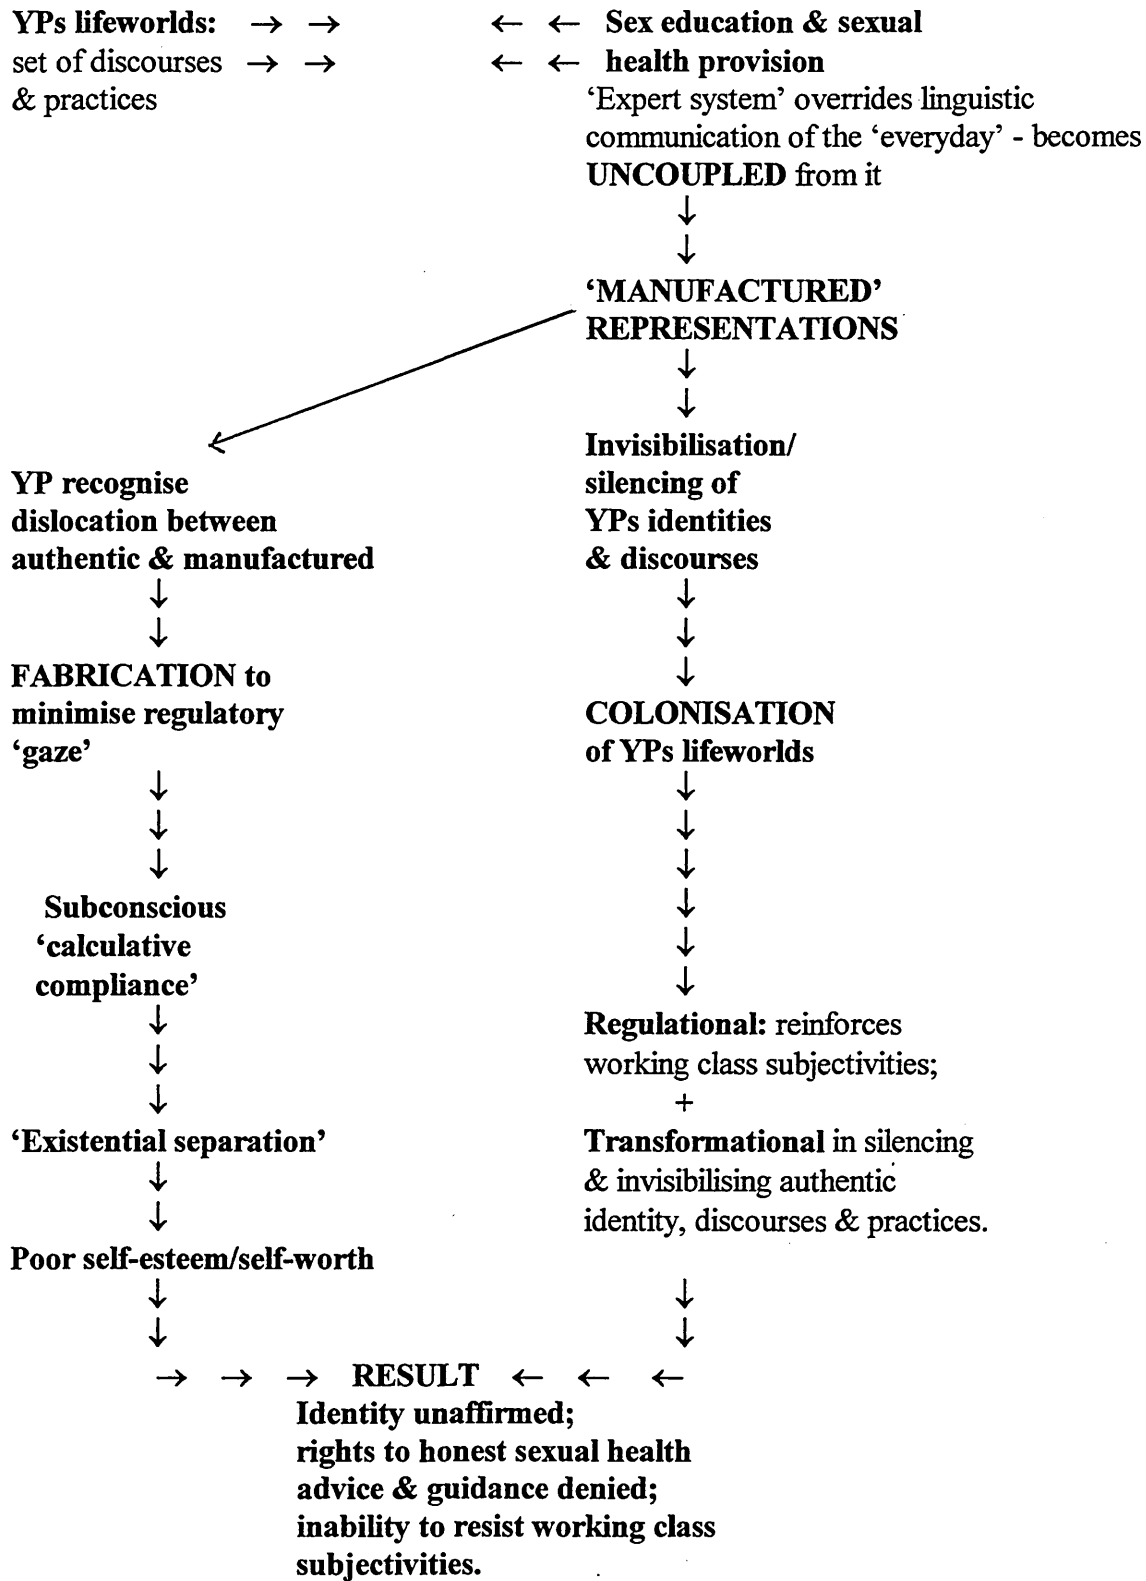 YPs lifeworlds: → → ← ← Sex education & sexual
set of discourses → → ← ← health provision
& practices
‘Expert system’ overrides linguistic
communication of the ‘everyday’ - becomes
UNCOUPLED from it
↓
↓
‘MANUFACTURED’
REPRESENTATIONS
↓
↓
Invisibilisation/
silencing of
YPs identities
& discourses
↓
↓
↓
COLONISATION
of YPs lifeworlds
↓
↓
↓
↓
↓
↓
Regulational: reinforces
working class subjectivities;
+
Transformational in silencing
& invisibilising authentic
identity, discourses & practices.
↓
↓
YP recognise
dislocation between
authentic & manufactured
↓
↓
FABRICATION to
minimise regulatory
‘gaze’
↓
↓
↓
Subconscious
‘calculative
compliance’
↓
↓
↓
‘Existential separation’
↓
↓
Poor self-esteem/self-worth
↓
↓
→ → → RESULT ← ← ←
Identity unaffirmed;
rights to honest sexual health
advice & guidance denied;
inability to resist working class
subjectivities.